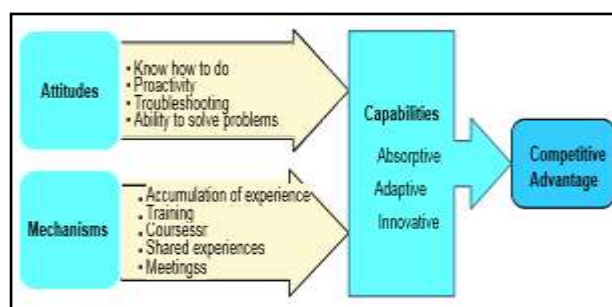 Attitudes
• Know how to do
• Proactivity
• Troubleshooting
• Ability to solve problems
Mechanisms
• Accumulation of experience
• Training
• Coursessr
• Shared experiences
• Meetingss
Capabilities
Absorptive
Adaptive
Innovative
Competitive
Advantage